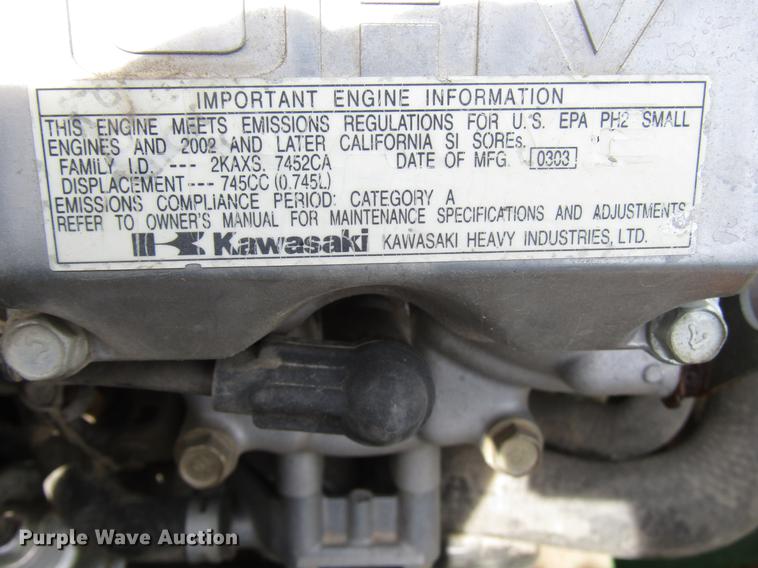 OHV
IMPORTANT ENGINE INFORMATION
THIS ENGINE MEETS EMISSIONS REGULATIONS FOR U.S. EPA PH2 SMALL
ENGINES AND 2002 AND LATER CALIFORNIA SI SOREs.
FAMILY I.D. --- 2KAXS. 7452CA DATE OF MFG. 0303
DISPLACEMENT --- 745CC (0.745L)
EMISSIONS COMPLIANCE PERIOD: CATEGORY A
REFER TO OWNER'S MANUAL FOR MAINTENANCE SPECIFICATIONS AND ADJUSTMENTS
Kawasaki KAWASAKI HEAVY INDUSTRIES, LTD.
Purple Wave Auction